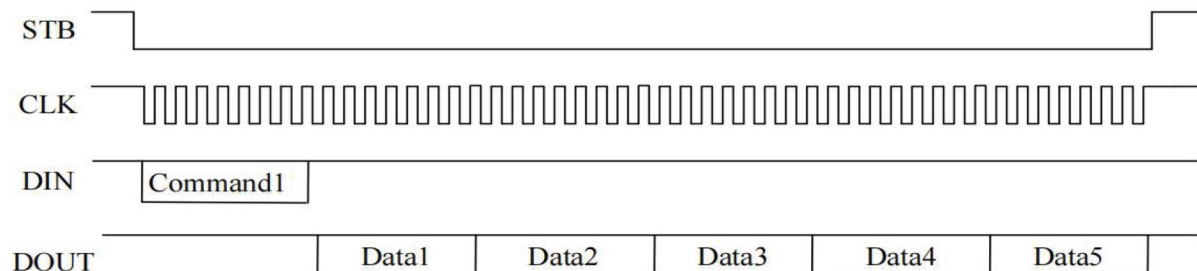 STB
CLK
DIN Command1
DOUT Data1 Data2 Data3 Data4 Data5